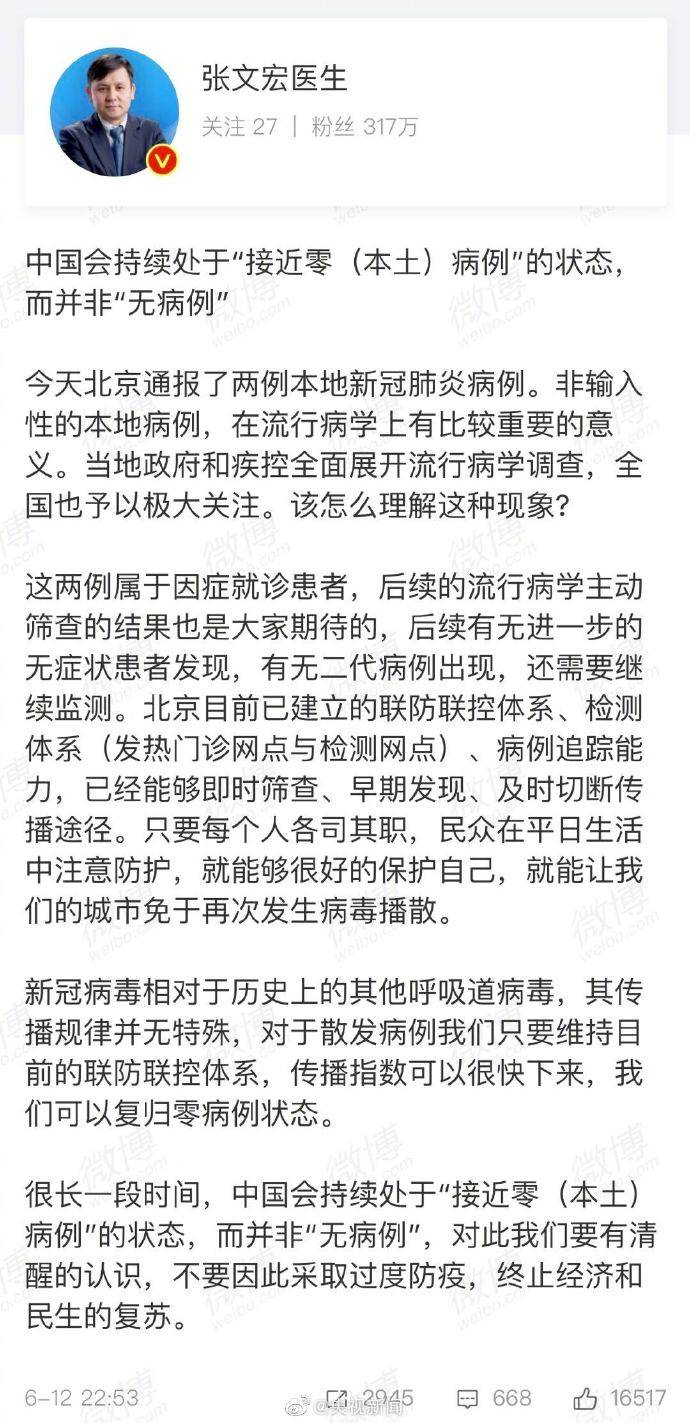 张文宏医生
关注 27 | 粉丝 317万
中国会持续处于“接近零（本土）病例”的状态，
而并非“无病例”
今天北京通报了两例本地新冠肺炎病例。非输入
性的本地病例，在流行病学上有比较重要的意
义。当地政府和疾控全面展开流行病学调查，全
国也予以极大关注。该怎么理解这种现象？
这两例属于因症就诊患者，后续的流行病学主动
筛查的结果也是大家期待的，后续有无进一步的
无症状患者发现，有无二代病例出现，还需要继
续监测。北京目前已建立的联防联控体系、检测
体系（发热门诊网点与检测网点）、病例追踪能
力，已经能够即时筛查、早期发现、及时切断传
播途径。只要每个人各司其职，民众在平日生活
中注意防护，就能够很好的保护自己，就能让我
们的城市免于再次发生病毒播散。
新冠病毒相对于历史上的其他呼吸道病毒，其传
播规律并无特殊，对于散发病例我们只要维持目
前的联防联控体系，传播指数可以很快下来，我
们可以复归零病例状态。
很长一段时间，中国会持续处于“接近零（本土）
病例”的状态，而并非“无病例”，对此我们要有清
醒的认识，不要因此采取过度防疫，终止经济和
民生的复苏。
6-12 22:53 2945 668 16517
@央视新闻
微博
weibo.com